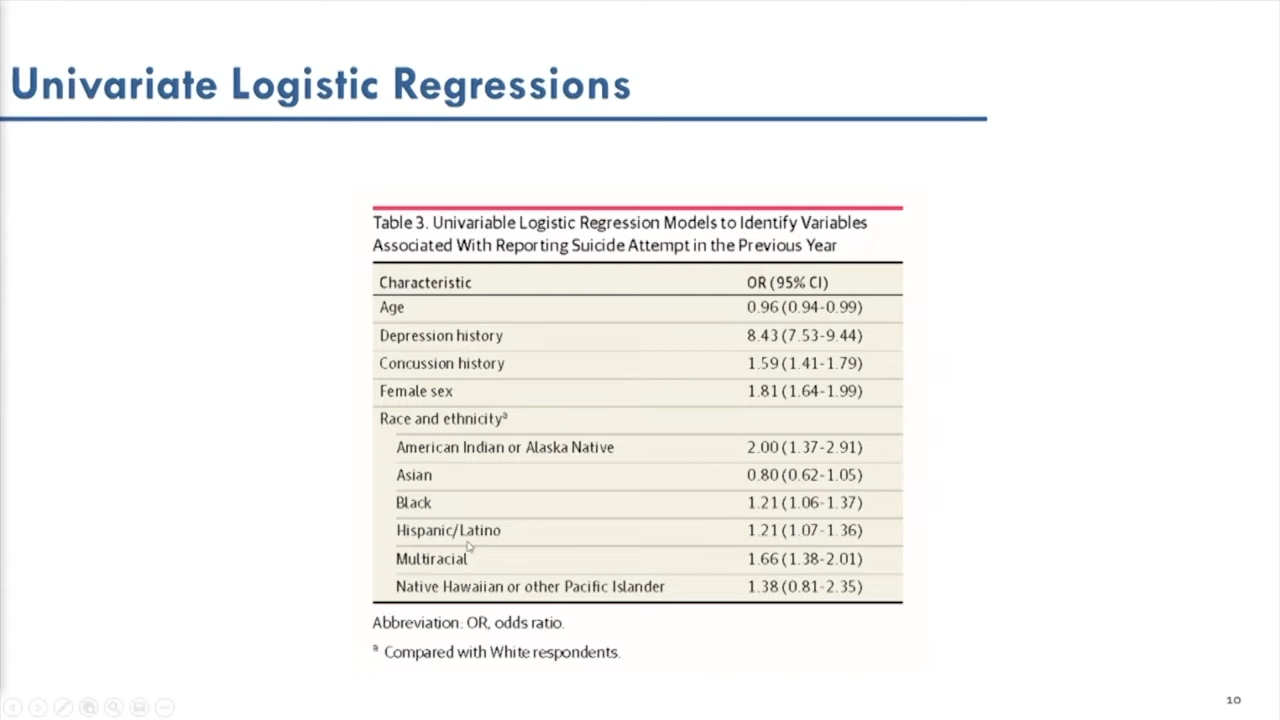 Univariate Logistic Regressions
Table 3. Univariable Logistic Regression Models to Identify Variables
Associated With Reporting Suicide Attempt in the Previous Year
Characteristic OR (95% CI)
Age 0.96 (0.94-0.99)
Depression history 8.43 (7.53-9.44)
Concussion history 1.59 (1.41-1.79)
Female sex 1.81 (1.64-1.99)
Race and ethnicityᵃ
American Indian or Alaska Native 2.00 (1.37-2.91)
Asian 0.80 (0.62-1.05)
Black 1.21 (1.06-1.37)
Hispanic/Latino 1.21 (1.07-1.36)
Multiracial 1.66 (1.38-2.01)
Native Hawaiian or other Pacific Islander 1.38 (0.81-2.35)
Abbreviation: OR, odds ratio.
ᵃ Compared with White respondents.
10